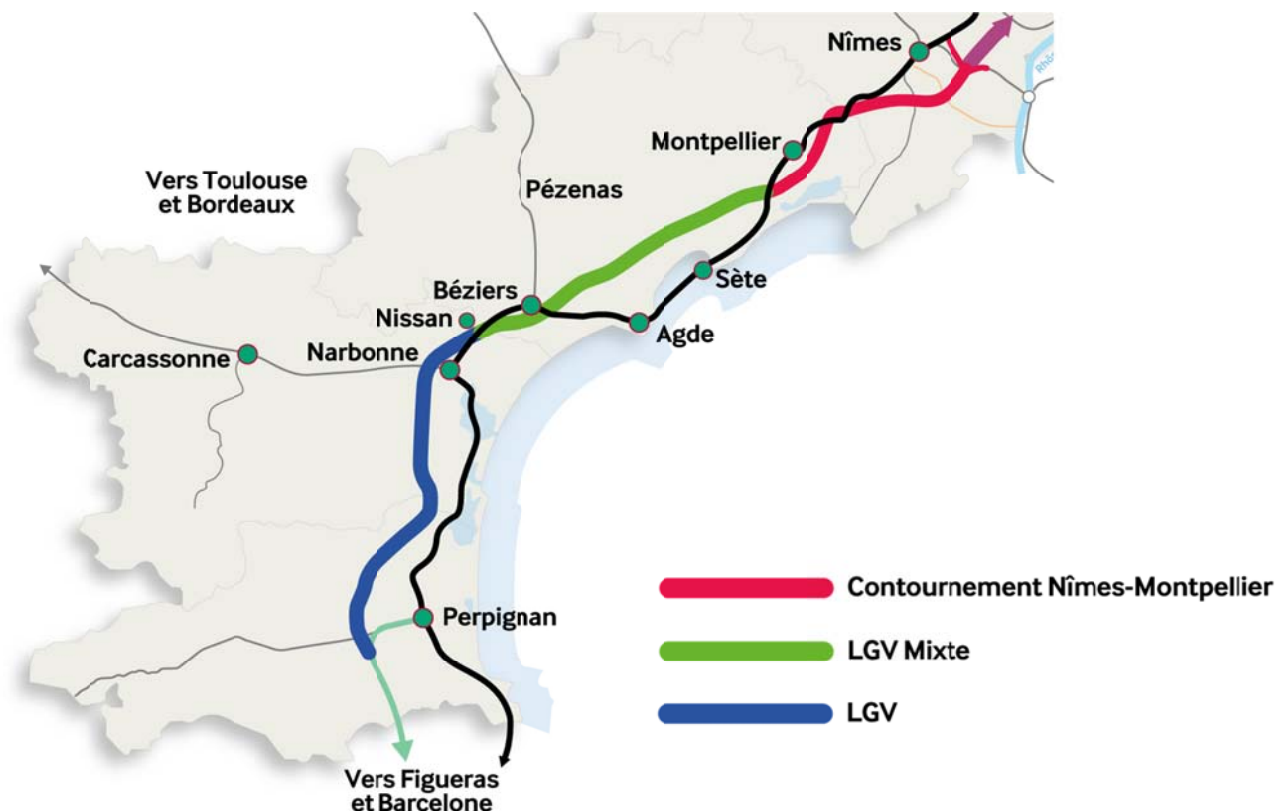 Nîmes
Rhône
Montpellier
Vers Toulouse
et Bordeaux
Pézenas
Béziers
Sète
Nissan
Agde
Carcassonne
Narbonne
Contournement Nîmes-Montpellier
Perpignan
LGV Mixte
LGV
Vers Figueras
et Barcelone